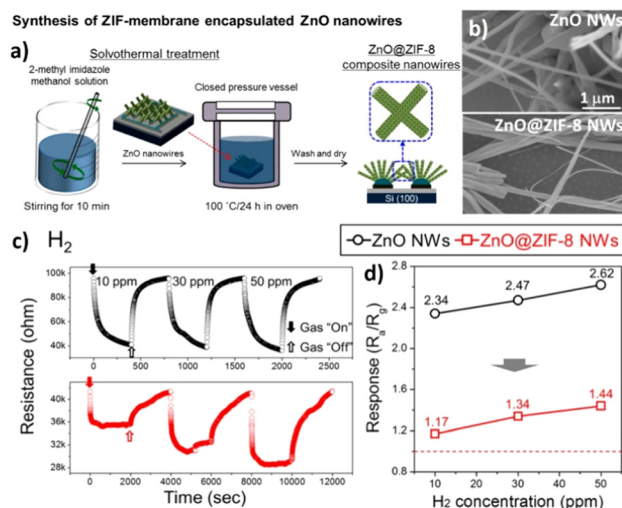 Synthesis of ZIF-membrane encapsulated ZnO nanowires
a)
Solvothermal treatment
2-methyl imidazole
methanol solution
Closed pressure vessel
ZnO nanowires
Stirring for 10 min
100 ˚C/24 h in oven
Wash and dry
ZnO@ZIF-8
composite nanowires
Si (100)
b)
ZnO NWs
1 μm
ZnO@ZIF-8 NWs
c) H2
10 ppm 30 ppm 50 ppm
Gas "On"
Gas "Off"
100k
80k
60k
40k
0 500 1000 1500 2000 2500
40k
36k
32k
28k
0 2000 4000 6000 8000 10000 12000
Resistance (ohm)
Time (sec)
ZnO NWs ZnO@ZIF-8 NWs
d)
2.8
2.4
2.0
1.6
1.2
0.8
2.34 2.47 2.62
1.17 1.34 1.44
10 20 30 40 50
Response (Ra/Rg)
H2 concentration (ppm)